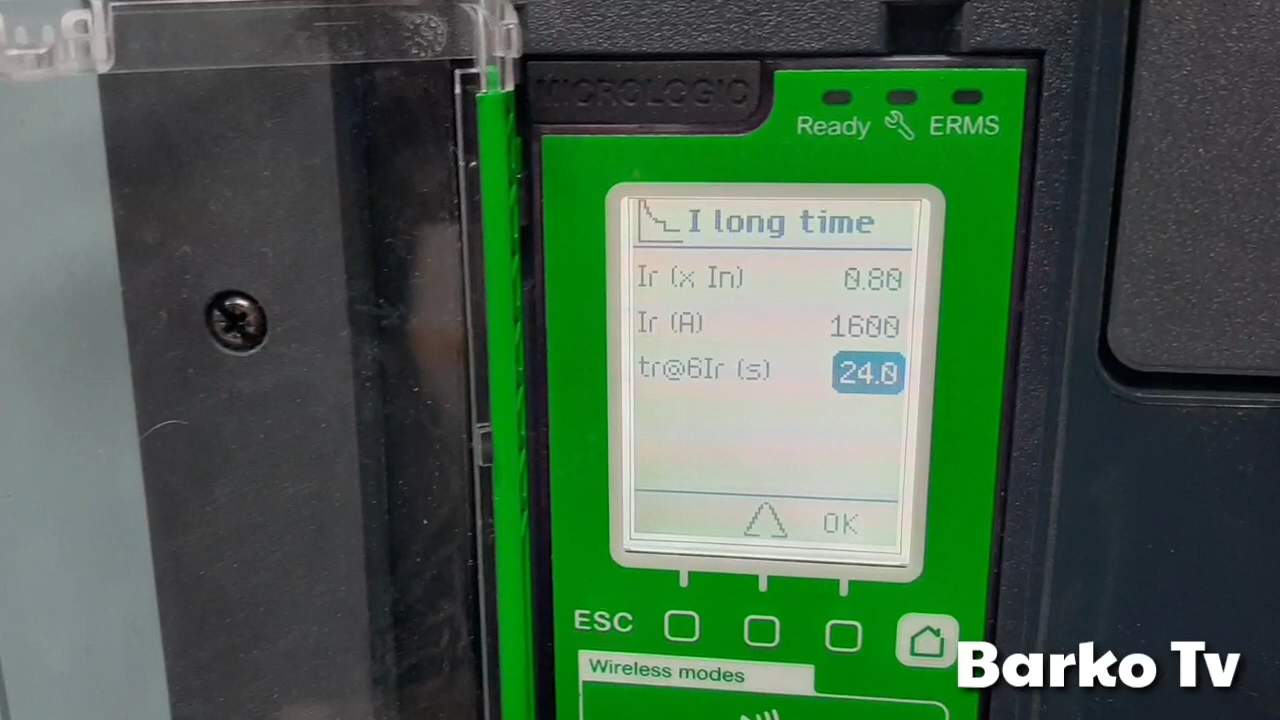 MICROLOGIC
Ready ERMS
I long time
Ir (x In) 0.80
Ir (A) 1600
tr@6Ir (s) 24.0
OK
ESC
Wireless modes
Barko Tv